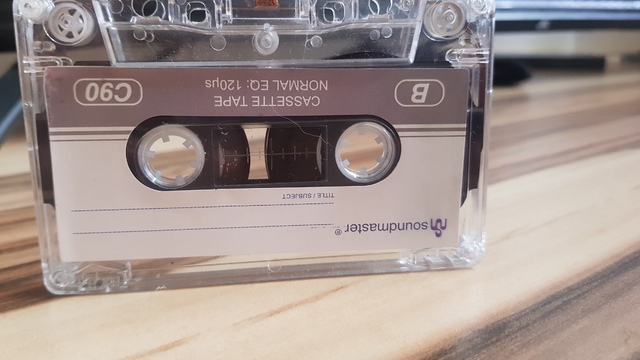 soundmaster®
TITLE / SUBJECT
B
CASSETTE TAPE
NORMAL EQ: 120µs
C90